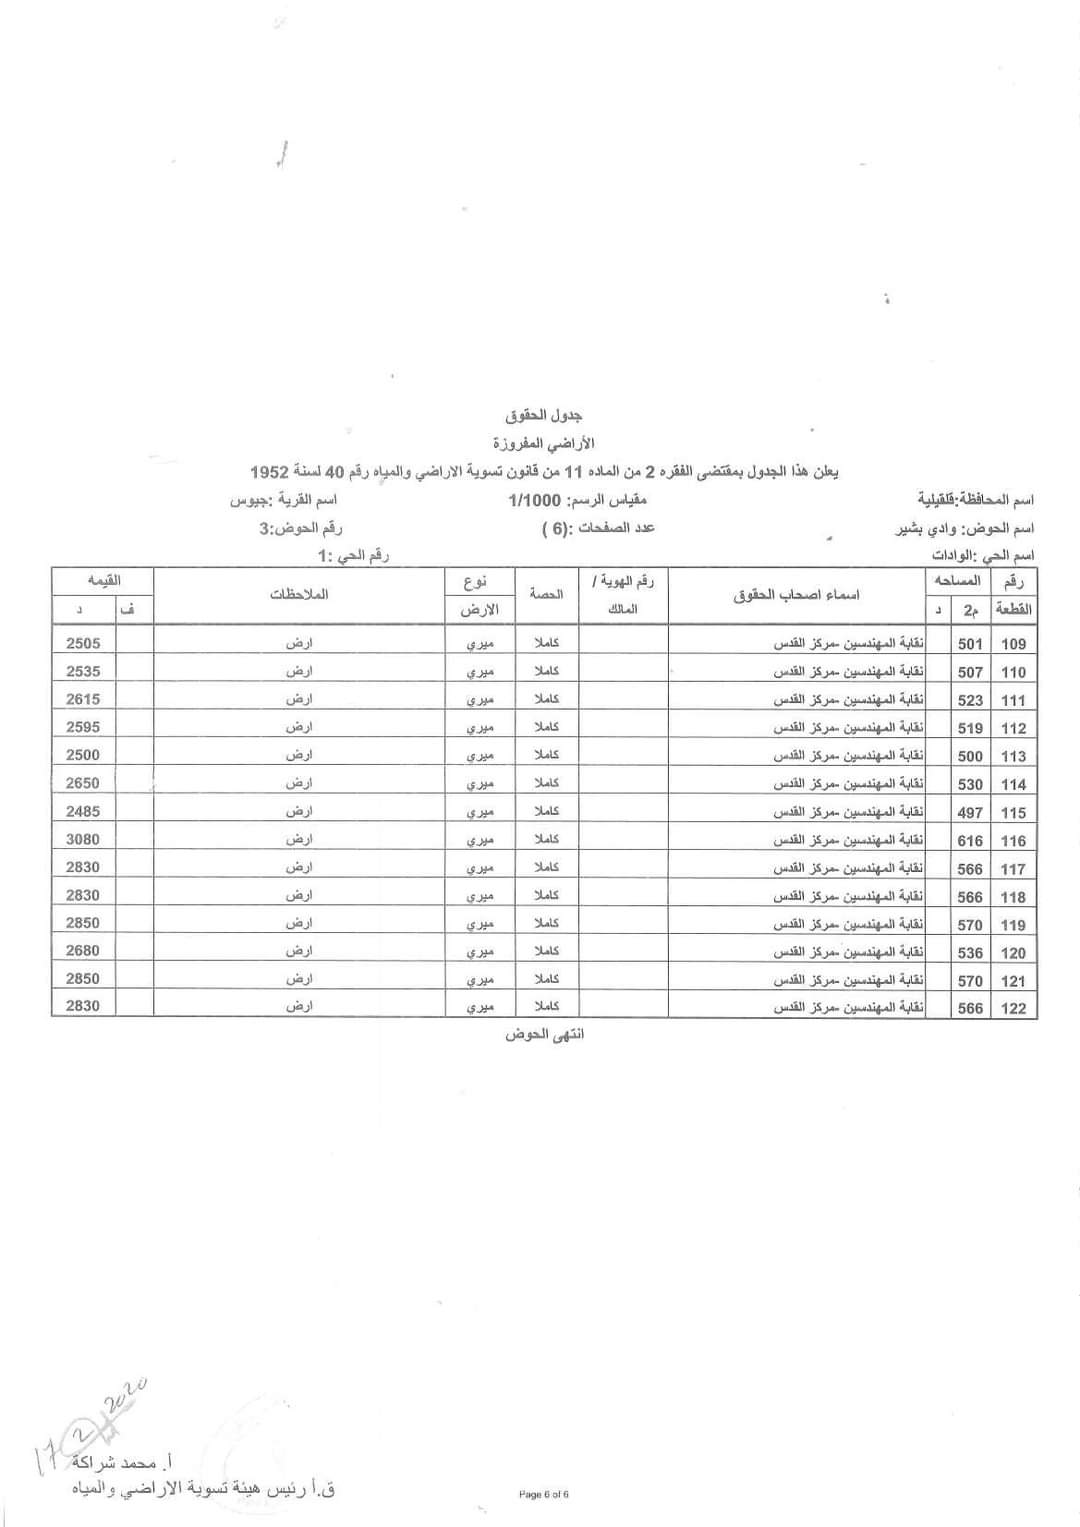 جدول الحقوق
الأراضي المفروزة
يعلن هذا الجدول بمقتضى الفقره 2 من الماده 11 من قانون تسوية الاراضي والمياه رقم 40 لسنة 1952
اسم المحافظة:قلقيلية مقياس الرسم: 1/1000 اسم القرية :جيوس
اسم الحوض: وادي بشير عدد الصفحات :(6 ) رقم الحوض:3
اسم الحي :الوادات رقم الحي :1
رقم المساحه اسماء اصحاب الحقوق رقم الهوية / الحصة نوع الملاحظات القيمه
القطعة م2 د المالك الارض ف د
109 501 نقابة المهندسين -مركز القدس كاملا ميري ارض 2505
110 507 نقابة المهندسين -مركز القدس كاملا ميري ارض 2535
111 523 نقابة المهندسين -مركز القدس كاملا ميري ارض 2615
112 519 نقابة المهندسين -مركز القدس كاملا ميري ارض 2595
113 500 نقابة المهندسين -مركز القدس كاملا ميري ارض 2500
114 530 نقابة المهندسين -مركز القدس كاملا ميري ارض 2650
115 497 نقابة المهندسين -مركز القدس كاملا ميري ارض 2485
116 616 نقابة المهندسين -مركز القدس كاملا ميري ارض 3080
117 566 نقابة المهندسين -مركز القدس كاملا ميري ارض 2830
118 566 نقابة المهندسين -مركز القدس كاملا ميري ارض 2830
119 570 نقابة المهندسين -مركز القدس كاملا ميري ارض 2850
120 536 نقابة المهندسين -مركز القدس كاملا ميري ارض 2680
121 570 نقابة المهندسين -مركز القدس كاملا ميري ارض 2850
122 566 نقابة المهندسين -مركز القدس كاملا ميري ارض 2830
انتهى الحوض
17 2 2020
أ. محمد شراكة
ق.أ رئيس هيئة تسوية الاراضي والمياه
Page 6 of 6